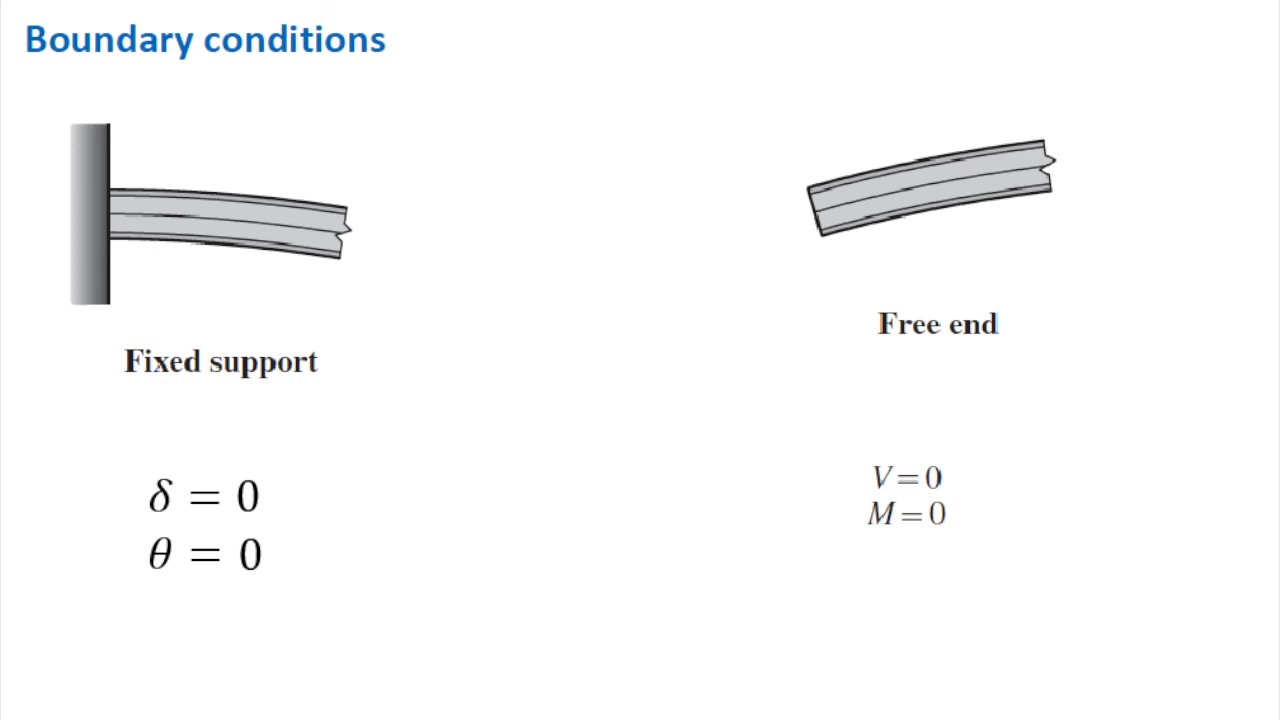 Boundary conditions
Fixed support
δ = 0
θ = 0
Free end
V = 0
M = 0